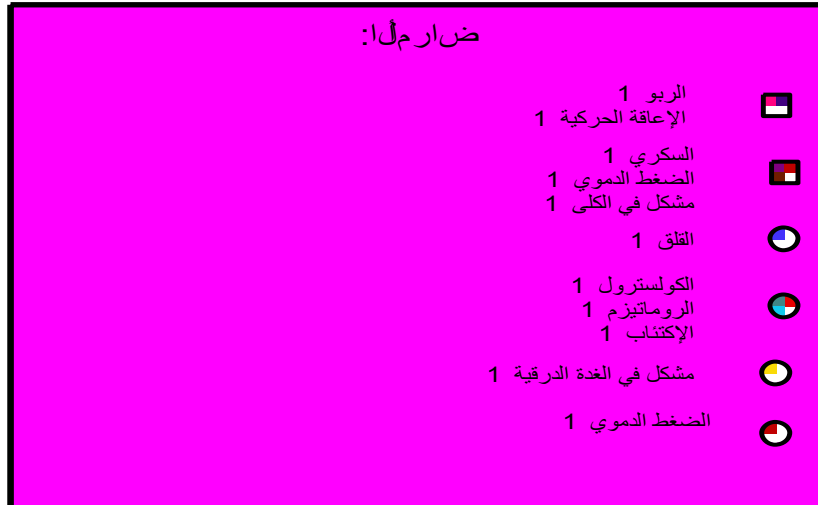 الأمراض:
الربو 1
الإعاقة الحركية 1
السكري 1
الضغط الدموي 1
مشكل في الكلى 1
القلق 1
الكولسترول 1
الروماتيزم 1
الإكتئاب 1
مشكل في الغدة الدرقية 1
الضغط الدموي 1